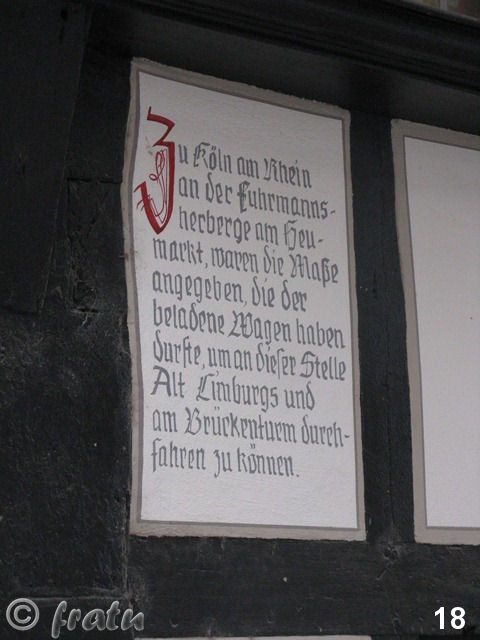 Zu Köln am Rhein
an der Fuhrmanns-
herberge am Heu-
markt, waren die Maße
angegeben, die der
beladene Wagen haben
durfte, um an dieser Stelle
Alt Limburgs und
am Brückenturm durch-
fahren zu können.
© fratu
18